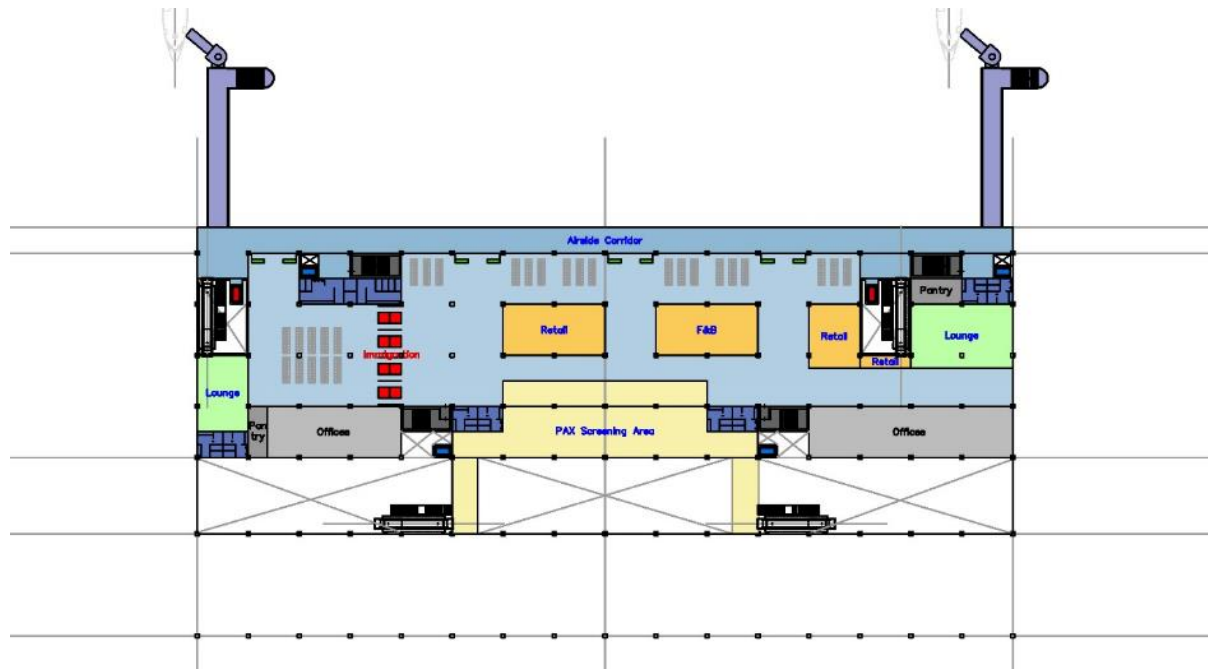 Airside Corridor
Pantry
Retail
F&B
Retail
Lounge
Immigration
Retail
Lounge
Pan
try
Offices
PAX Screening Area
Offices